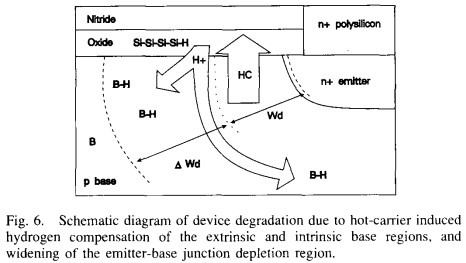 Nitride
n+ polysilicon
Oxide Si-Si-Si-Si-H
H+
HC
n+ emitter
B-H
B-H
Wd
B
Δ Wd
p base
B-H
Fig. 6. Schematic diagram of device degradation due to hot-carrier induced
hydrogen compensation of the extrinsic and intrinsic base regions, and
widening of the emitter-base junction depletion region.